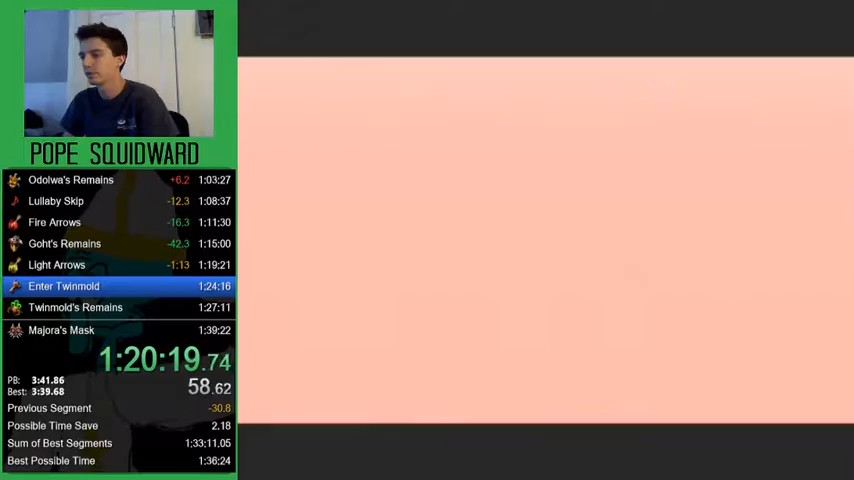 POPE SQUIDWARD
Odolwa's Remains +6.2 1:03:27
Lullaby Skip -12.3 1:08:37
Fire Arrows -16.3 1:11:30
Goht's Remains -42.3 1:15:00
Light Arrows -1:13 1:19:21
Enter Twinmold 1:24:16
Twinmold's Remains 1:27:11
Majora's Mask 1:39:22
1:20:19.74
PB: 3:41.86 58.62
Best: 3:39.68
Previous Segment -30.8
Possible Time Save 2.18
Sum of Best Segments 1:33:11.05
Best Possible Time 1:36:24